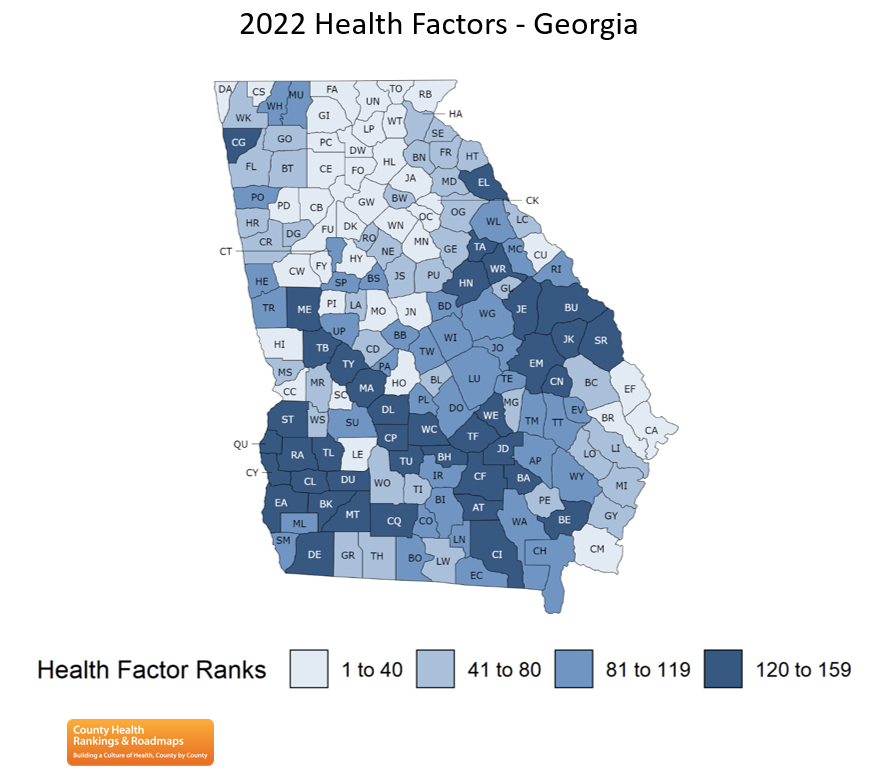 2022 Health Factors - Georgia
DA CS MU FA UN TO RB
WH
WK GI LP WT HA
CG GO PC SE
DW HL BN FR HT
FL BT CE FO JA MD EL
PO PD CB GW BW OC OG CK
HR DG FU DK WN WL LC
CT CR RO NE MN GE TA MC CU
HE CW FY HY SP BS JS PU HN WR RI
GL
TR ME PI LA MO JN BD WG JE BU
UP BB
HI TB CD TW WI JO JK SR
TY PA EM
MS MR MA HO BL LU TE CN BC EF
CC SC
ST WS SU DL PL DO WE MG TM TT EV BR CA
QU CP WC TF
RA TL LE TU BH JD AP LO LI
CY CL DU WO TI IR CF BA WY MI
EA BK MT BI AT PE
ML CQ CO WA BE GY
SM DE GR TH BO LW LN CI CH CM
EC
Health Factor Ranks 1 to 40 41 to 80 81 to 119 120 to 159
County Health
Rankings & Roadmaps
Building a Culture of Health, County by County